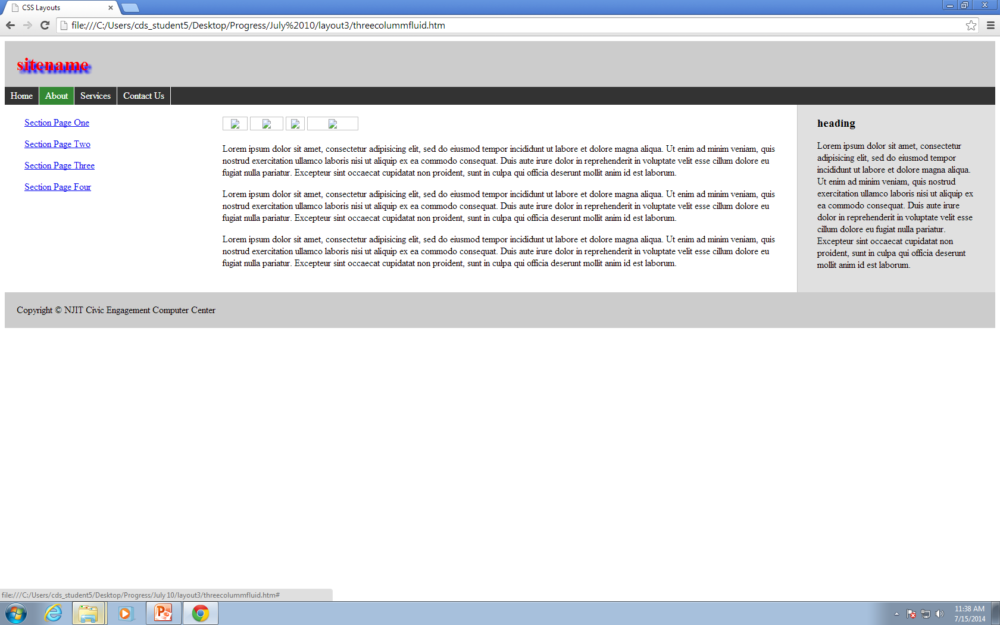 CSS Layouts
file:///C:/Users/cds_student5/Desktop/Progress/July%2010/layout3/threecolummfluid.htm
sitename
Home About Services Contact Us
Section Page One
Section Page Two
Section Page Three
Section Page Four
Lorem ipsum dolor sit amet, consectetur adipisicing elit, sed do eiusmod tempor incididunt ut labore et dolore magna aliqua. Ut enim ad minim veniam, quis
nostrud exercitation ullamco laboris nisi ut aliquip ex ea commodo consequat. Duis aute irure dolor in reprehenderit in voluptate velit esse cillum dolore eu
fugiat nulla pariatur. Excepteur sint occaecat cupidatat non proident, sunt in culpa qui officia deserunt mollit anim id est laborum.
Lorem ipsum dolor sit amet, consectetur adipisicing elit, sed do eiusmod tempor incididunt ut labore et dolore magna aliqua. Ut enim ad minim veniam, quis
nostrud exercitation ullamco laboris nisi ut aliquip ex ea commodo consequat. Duis aute irure dolor in reprehenderit in voluptate velit esse cillum dolore eu
fugiat nulla pariatur. Excepteur sint occaecat cupidatat non proident, sunt in culpa qui officia deserunt mollit anim id est laborum.
Lorem ipsum dolor sit amet, consectetur adipisicing elit, sed do eiusmod tempor incididunt ut labore et dolore magna aliqua. Ut enim ad minim veniam, quis
nostrud exercitation ullamco laboris nisi ut aliquip ex ea commodo consequat. Duis aute irure dolor in reprehenderit in voluptate velit esse cillum dolore eu
fugiat nulla pariatur. Excepteur sint occaecat cupidatat non proident, sunt in culpa qui officia deserunt mollit anim id est laborum.
heading
Lorem ipsum dolor sit amet, consectetur
adipisicing elit, sed do eiusmod tempor
incididunt ut labore et dolore magna aliqua.
Ut enim ad minim veniam, quis nostrud
exercitation ullamco laboris nisi ut aliquip ex
ea commodo consequat. Duis aute irure
dolor in reprehenderit in voluptate velit esse
cillum dolore eu fugiat nulla pariatur.
Excepteur sint occaecat cupidatat non
proident, sunt in culpa qui officia deserunt
mollit anim id est laborum.
Copyright © NJIT Civic Engagement Computer Center
file:///C:/Users/cds_student5/Desktop/Progress/July 10/layout3/threecolummfluid.htm#
11:38 AM
7/15/2014